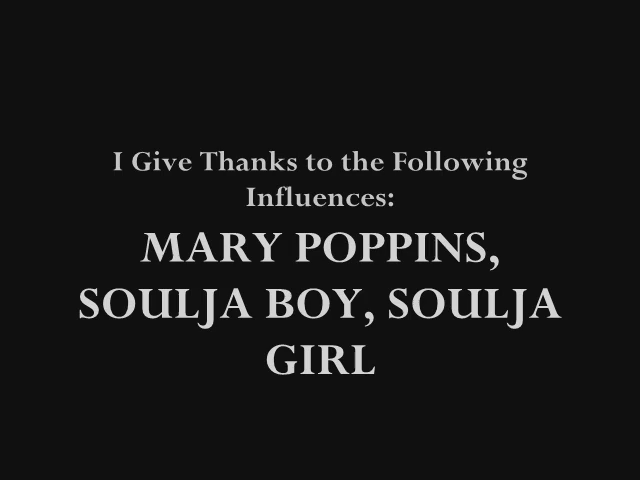 I Give Thanks to the Following
Influences:
MARY POPPINS,
SOULJA BOY, SOULJA
GIRL